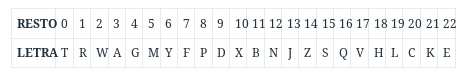 RESTO 0 1 2 3 4 5 6 7 8 9 10 11 12 13 14 15 16 17 18 19 20 21 22
LETRA T R W A G M Y F P D X B N J Z S Q V H L C K E